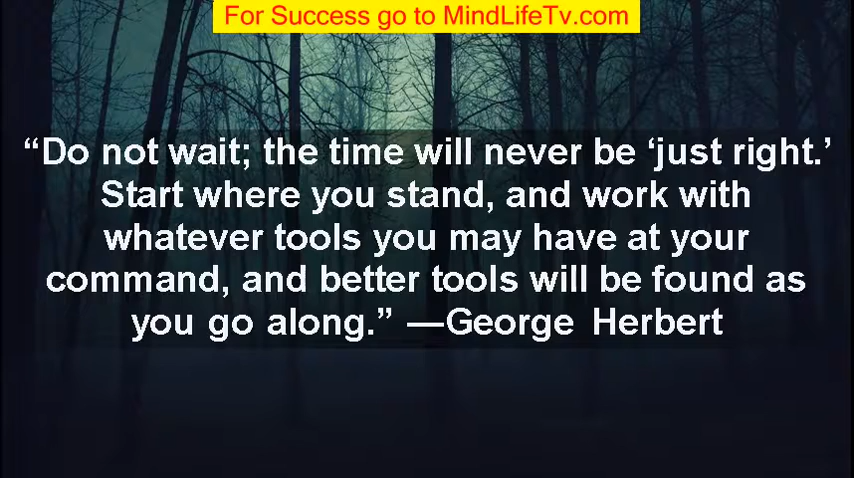 For Success go to MindLifeTv.com
“Do not wait; the time will never be ‘just right.’
Start where you stand, and work with
whatever tools you may have at your
command, and better tools will be found as
you go along.” —George Herbert